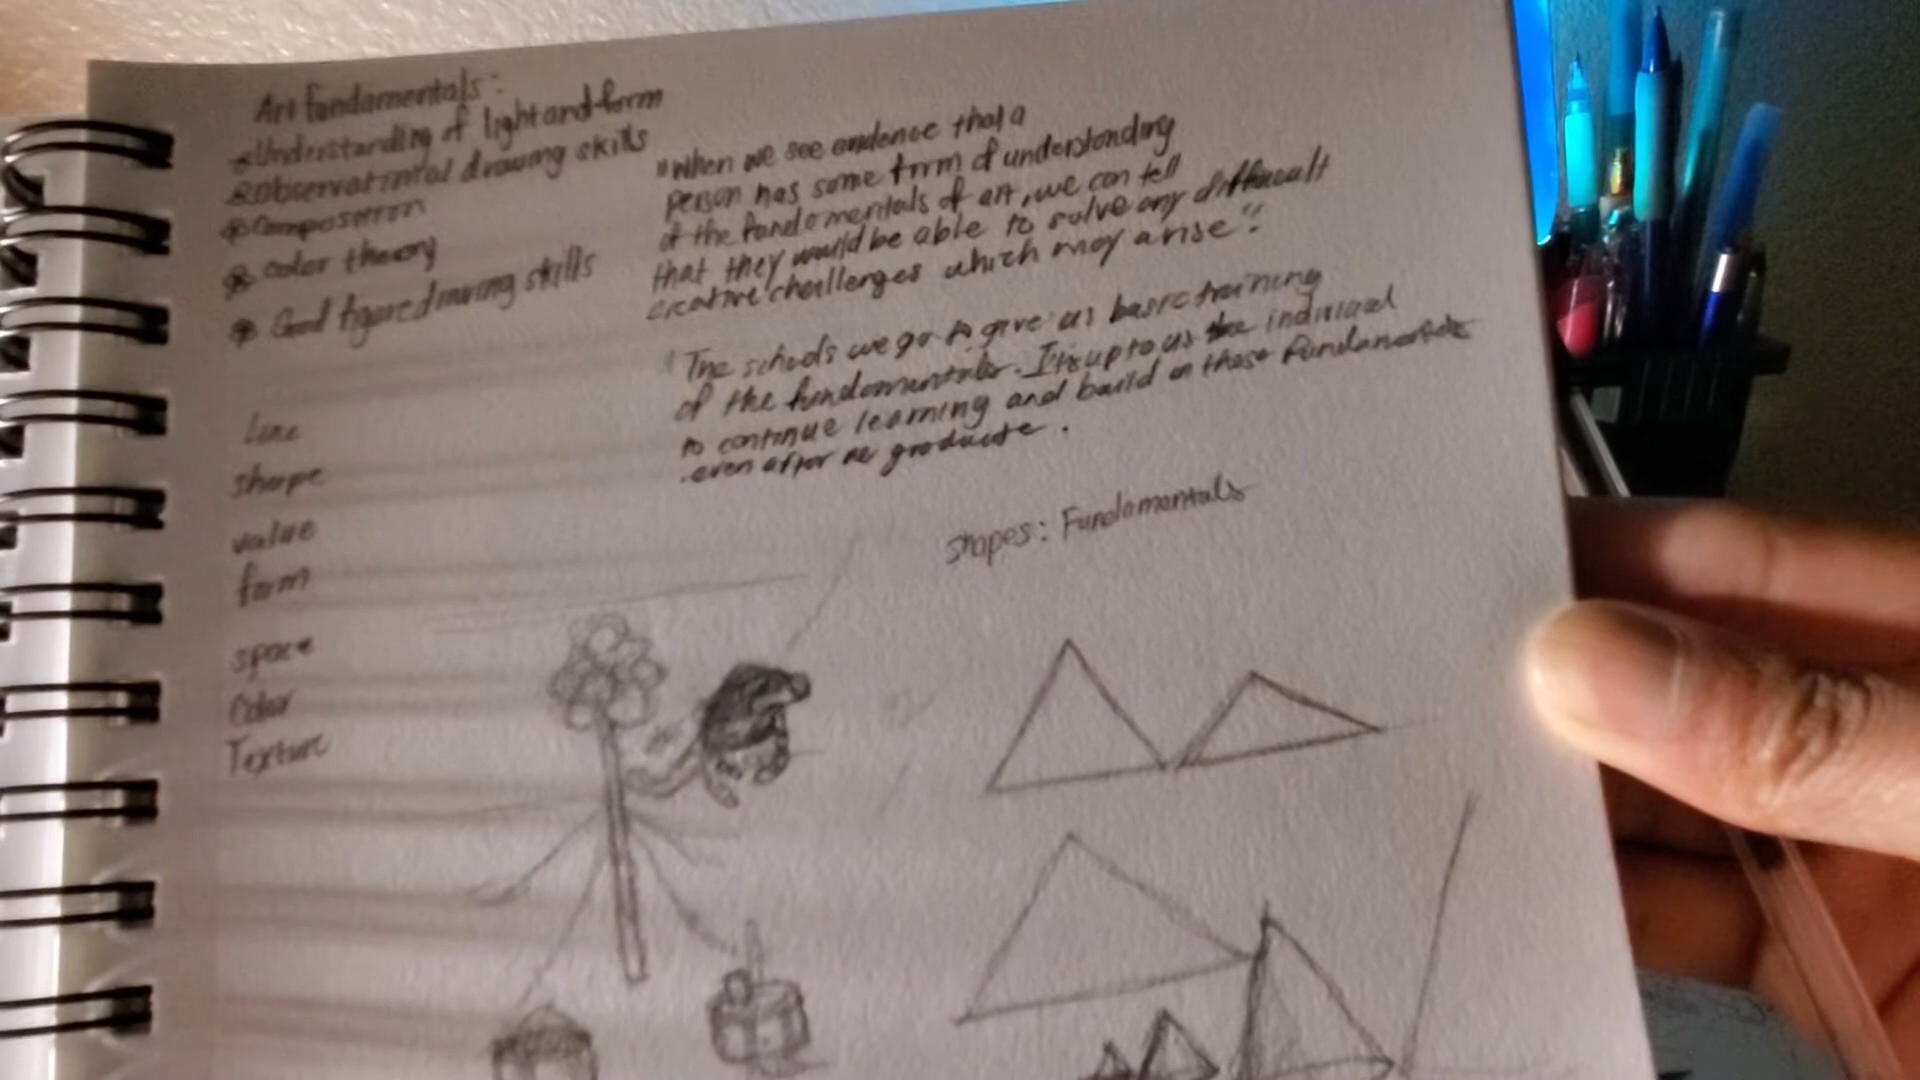 Art Fundamentals:
Understanding of light and form
observational drawing skills
composition
color theory
Good figure drawing skills
"When we see evidence that a
person has some form of understanding
of the fundamentals of art, we can tell
that they would be able to solve any difficult
creative challenges which may arise".
"The schools we go to give us basic training
of the fundamentals. It is up to us the individual
to continue learning and build on these Fundamentals
even after we graduate.
Line
shape
value
form
space
Color
Texture
shapes: Fundamentals